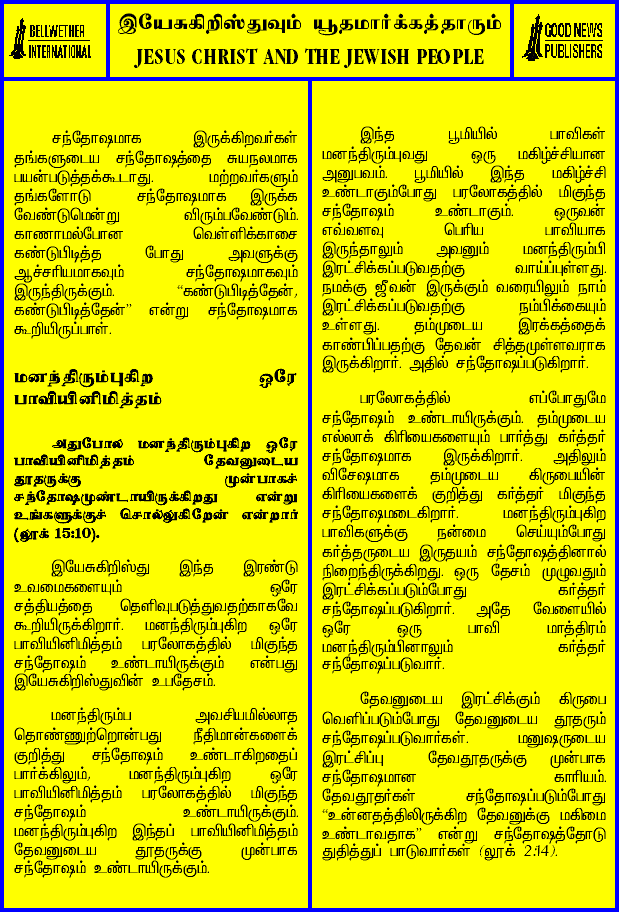 BELLWETHER
INTERNATIONAL
இயேசுகிறிஸ்துவும் யூதமார்க்கத்தாரும்
JESUS CHRIST AND THE JEWISH PEOPLE
GOOD NEWS
PUBLISHERS
சந்தோஷமாக இருக்கிறவர்கள்
தங்களுடைய சந்தோஷத்தை சுயநலமாக
பயன்படுத்தக்கூடாது. மற்றவர்களும்
தங்களோடு சந்தோஷமாக இருக்க
வேண்டுமென்று விரும்பவேண்டும்.
காணாமல்போன வெள்ளிக்காசை
கண்டுபிடித்த போது அவளுக்கு
ஆச்சரியமாகவும் சந்தோஷமாகவும்
இருந்திருக்கும். “கண்டுபிடித்தேன்,
கண்டுபிடித்தேன்” என்று சந்தோஷமாக
கூறியிருப்பாள்.
மனந்திரும்புகிற ஒரே
பாவியினிமித்தம்
அதுபோல மனந்திரும்புகிற ஒரே
பாவியினிமித்தம் தேவனுடைய
தூதருக்கு முன்பாகச்
சந்தோஷமுண்டாயிருக்கிறது என்று
உங்களுக்குச் சொல்லுகிறேன் என்றார்
(லூக் 15:10).
இயேசுகிறிஸ்து இந்த இரண்டு
உவமைகளையும் ஒரே
சத்தியத்தை தெளிவுபடுத்துவதற்காகவே
கூறியிருக்கிறார். மனந்திரும்புகிற ஒரே
பாவியினிமித்தம் பரலோகத்தில் மிகுந்த
சந்தோஷம் உண்டாயிருக்கும் என்பது
இயேசுகிறிஸ்துவின் உபதேசம்.
மனந்திரும்ப அவசியமில்லாத
தொண்ணுற்றொன்பது நீதிமான்களைக்
குறித்து சந்தோஷம் உண்டாகிறதைப்
பார்க்கிலும், மனந்திரும்புகிற ஒரே
பாவியினிமித்தம் பரலோகத்தில் மிகுந்த
சந்தோஷம் உண்டாயிருக்கும்.
மனந்திரும்புகிற இந்தப் பாவியினிமித்தம்
தேவனுடைய தூதருக்கு முன்பாக
சந்தோஷம் உண்டாயிருக்கும்.
இந்த பூமியில் பாவிகள்
மனந்திரும்புவது ஒரு மகிழ்ச்சியான
அனுபவம். பூமியில் இந்த மகிழ்ச்சி
உண்டாகும்போது பரலோகத்தில் மிகுந்த
சந்தோஷம் உண்டாகும். ஒருவன்
எவ்வளவு பெரிய பாவியாக
இருந்தாலும் அவனும் மனந்திரும்பி
இரட்சிக்கப்படுவதற்கு வாய்ப்புள்ளது.
நமக்கு ஜீவன் இருக்கும் வரையிலும் நாம்
இரட்சிக்கப்படுவதற்கு நம்பிக்கையும்
உள்ளது. தம்முடைய இரக்கத்தைக்
காண்பிப்பதற்கு தேவன் சித்தமுள்ளவராக
இருக்கிறார். அதில் சந்தோஷப்படுகிறார்.
பரலோகத்தில் எப்போதுமே
சந்தோஷம் உண்டாயிருக்கும். தம்முடைய
எல்லாக் கிரியைகளையும் பார்த்து கர்த்தர்
சந்தோஷமாக இருக்கிறார். அதிலும்
விசேஷமாக தம்முடைய கிருபையின்
கிரியைகளைக் குறித்து கர்த்தர் மிகுந்த
சந்தோஷமடைகிறார். மனந்திரும்புகிற
பாவிகளுக்கு நன்மை செய்யும்போது
கர்த்தருடைய இருதயம் சந்தோஷத்தினால்
நிறைந்திருக்கிறது. ஒரு தேசம் முழுவதும்
இரட்சிக்கப்படும்போது கர்த்தர்
சந்தோஷப்படுகிறார். அதே வேளையில்
ஒரே ஒரு பாவி மாத்திரம்
மனந்திரும்பினாலும் கர்த்தர்
சந்தோஷப்படுவார்.
தேவனுடைய இரட்சிக்கும் கிருபை
வெளிப்படும்போது தேவனுடைய தூதரும்
சந்தோஷப்படுவார்கள். மனுஷருடைய
இரட்சிப்பு தேவதூதருக்கு முன்பாக
சந்தோஷமான காரியம்.
தேவதூதர்கள் சந்தோஷப்படும்போது
“உன்னதத்திலிருக்கிற தேவனுக்கு மகிமை
உண்டாவதாக” என்று சந்தோஷத்தோடு
துதித்துப் பாடுவார்கள் (லூக் 2:14).